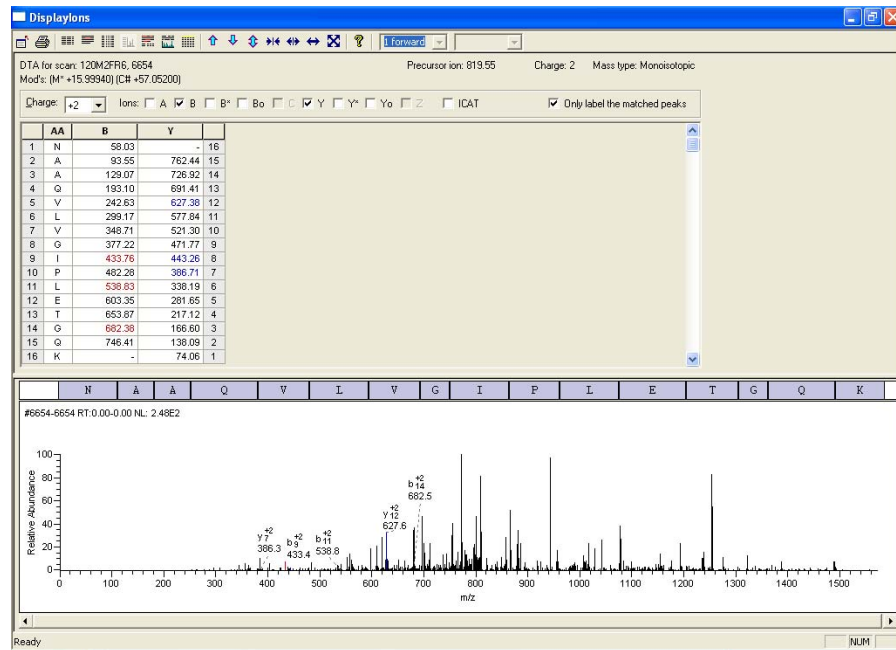 DisplayIons
1 forward
DTA for scan: 120M2FR6, 6654 Precursor ion: 819.55 Charge: 2 Mass type: Monoisotopic
Mod's: (M* +15.99940) (C# +57.05200)
Charge: +2 Ions: A B B* Bo C Y Y* Yo Z ICAT Only label the matched peaks
AA B Y
1 N 58.03 - 16
2 A 93.55 762.44 15
3 A 129.07 726.92 14
4 Q 193.10 691.41 13
5 V 242.63 627.38 12
6 L 299.17 577.84 11
7 V 348.71 521.30 10
8 G 377.22 471.77 9
9 I 433.76 443.26 8
10 P 482.28 386.71 7
11 L 538.83 338.19 6
12 E 603.35 281.65 5
13 T 653.87 217.12 4
14 G 682.38 166.60 3
15 Q 746.41 138.09 2
16 K - 74.06 1
N A A Q V L V G I P L E T G Q K
#6654-6654 RT:0.00-0.00 NL: 2.48E2
Relative Abundance
100
80
60
40
20
0
b +2 14
682.5
y +2 12
627.6
y +2 7
386.3
b +2 9
433.4
b +2 11
538.8
0 100 200 300 400 500 600 700 800 900 1000 1100 1200 1300 1400 1500
m/z
Ready NUM